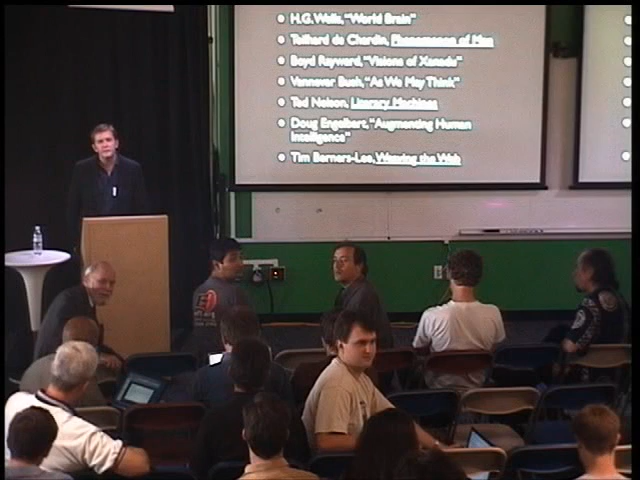 • H.G. Wells, "World Brain"
• Teilhard de Chardin, Phenomenon of Man
• Boyd Rayward, "Visions of Xanadu"
• Vannevar Bush, "As We May Think"
• Ted Nelson, Literary Machines
• Doug Engelbart, "Augmenting Human
Intelligence"
• Tim Berners-Lee, Weaving the Web